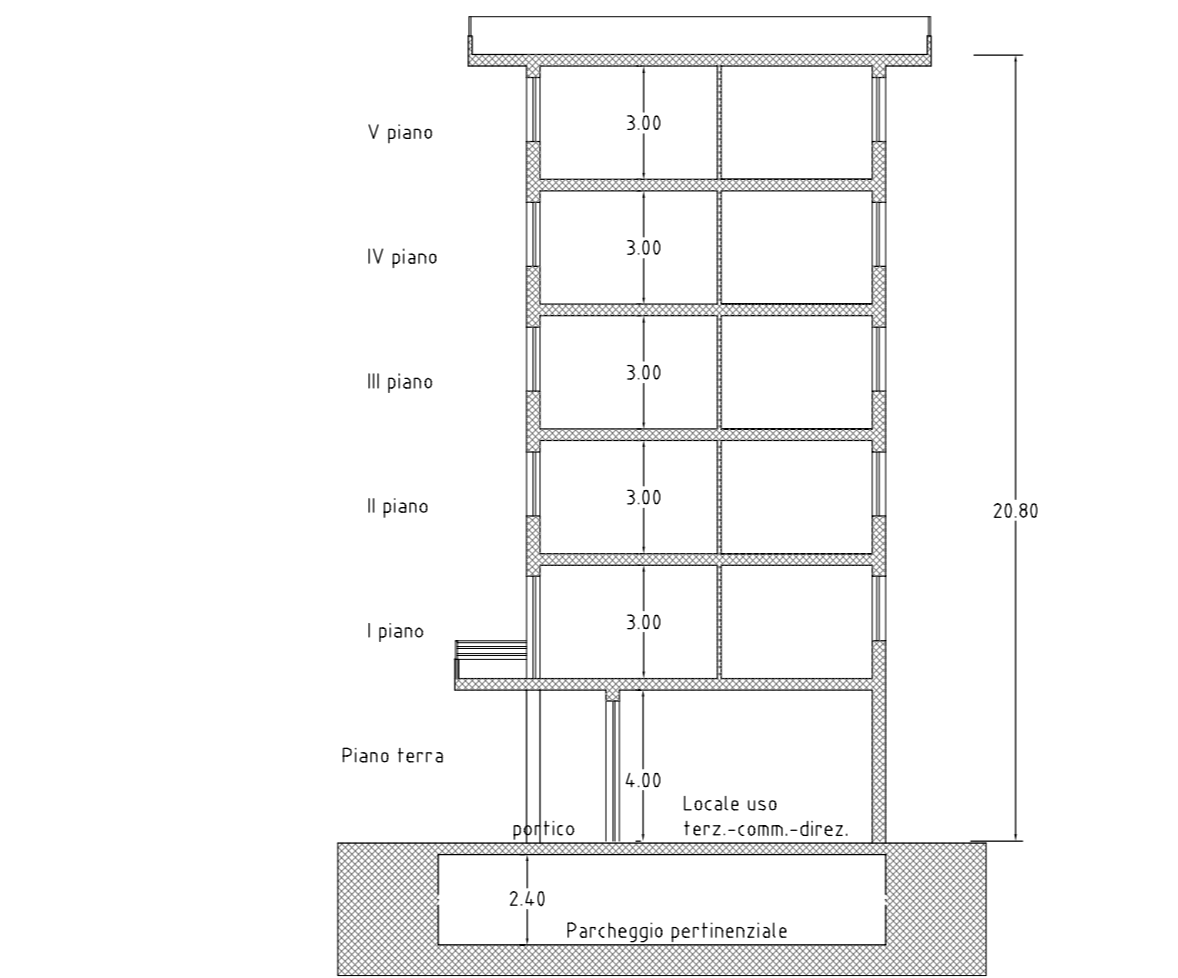 V piano
3.00
IV piano
3.00
III piano
3.00
II piano
3.00
20.80
I piano
3.00
Piano terra
4.00
Locale uso
terz.-comm.-direz.
portico
2.40
Parcheggio pertinenziale